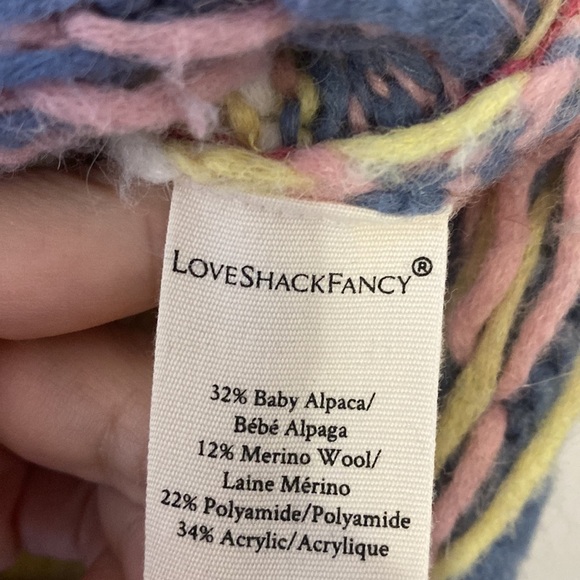 LOVESHACKFANCY®
32% Baby Alpaca/
Bébé Alpaga
12% Merino Wool/
Laine Mérino
22% Polyamide/Polyamide
34% Acrylic/Acrylique